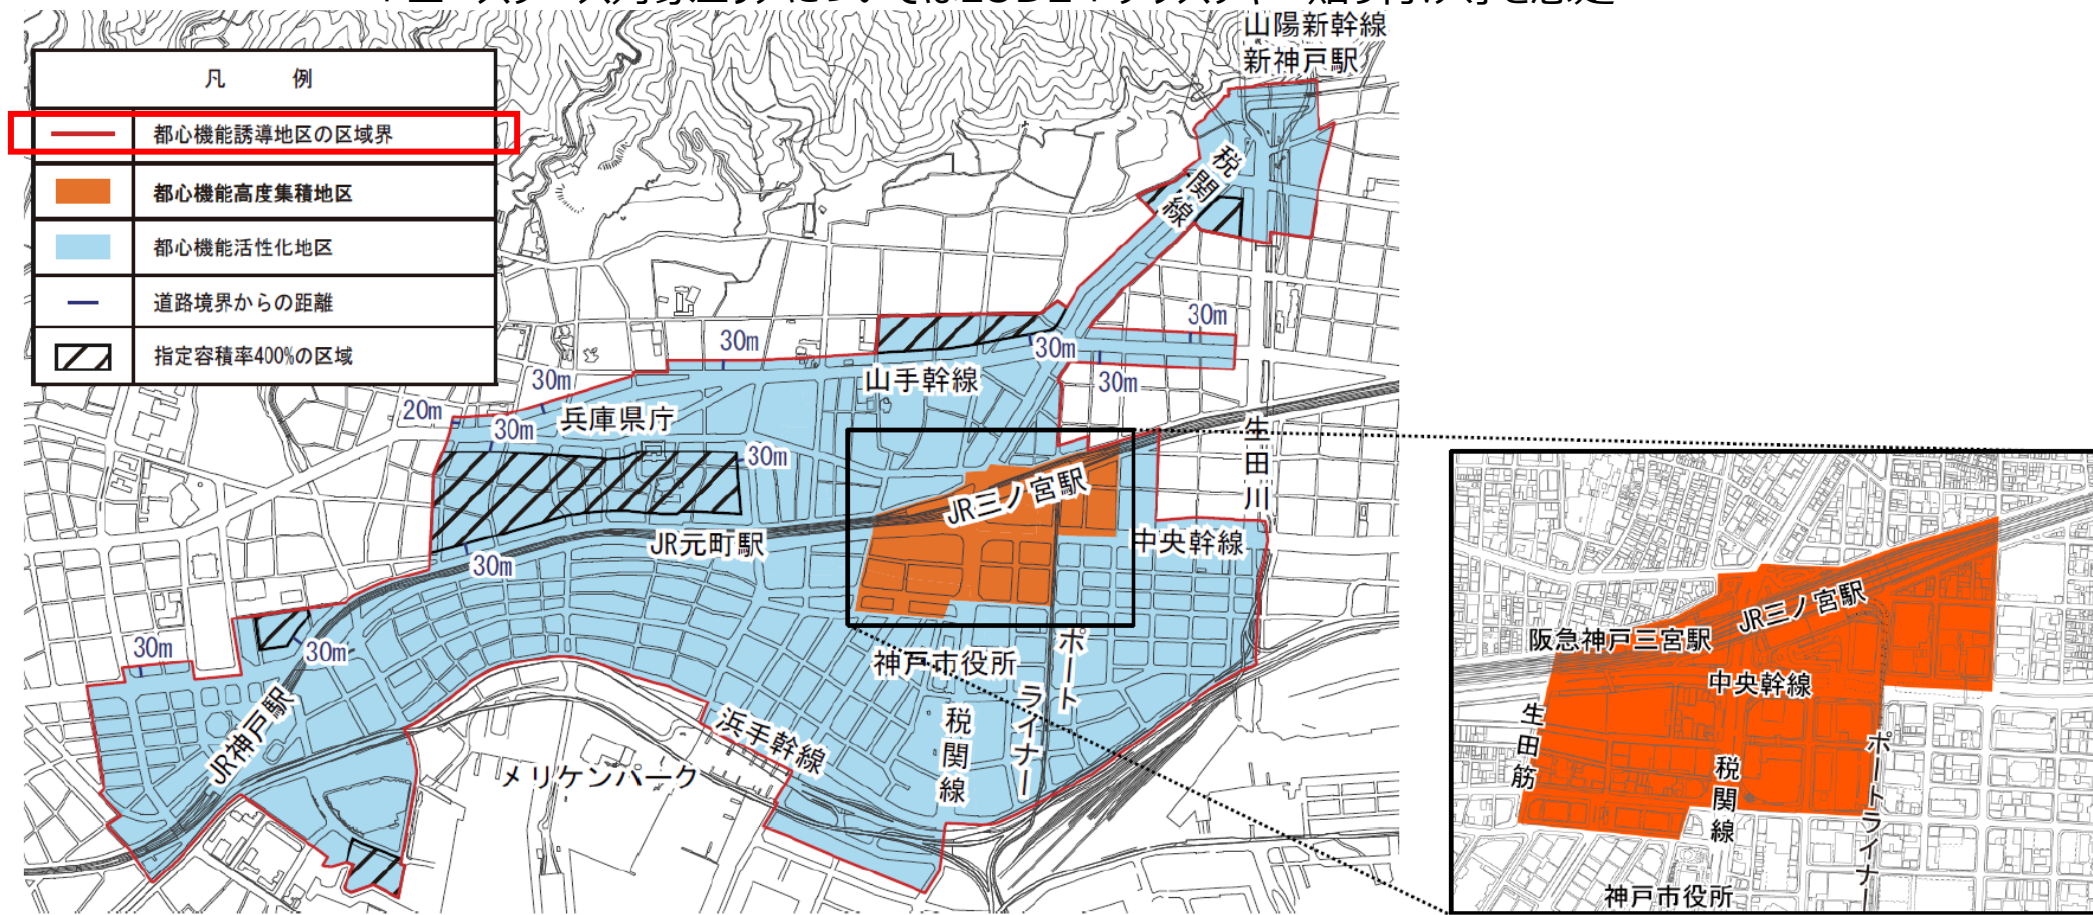 山陽新幹線
新神戸駅
凡 例
都心機能誘導地区の区域界
都心機能高度集積地区
都心機能活性化地区
道路境界からの距離
指定容積率400%の区域
税関線
30m
30m
30m
30m
30m
山手幹線
20m
兵庫県庁
30m
30m
生田川
JR三ノ宮駅
JR元町駅
中央幹線
30m
30m
30m
神戸市役所
ポートライナー
税関線
浜手幹線
JR神戸駅
メリケンパーク
JR三ノ宮駅
阪急神戸三宮駅
中央幹線
生田筋
税関線
ポートライナー
神戸市役所